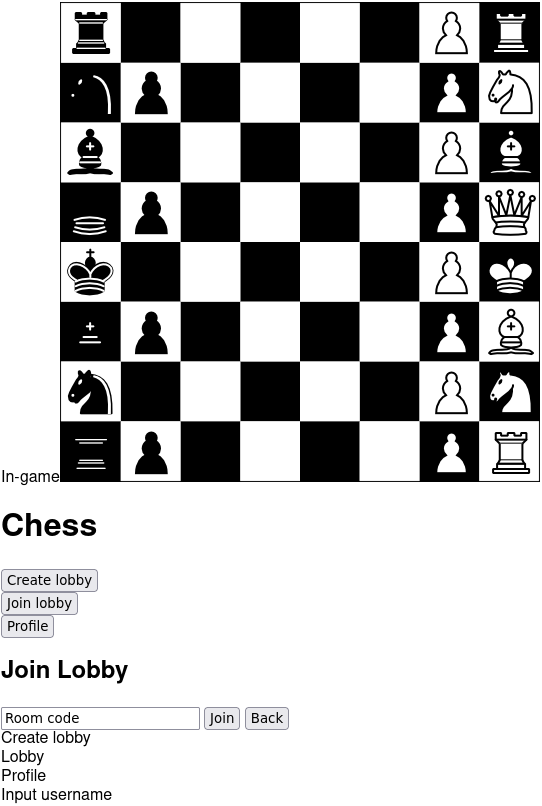 In-game
Chess
Create lobby
Join lobby
Profile
Join Lobby
Room code Join Back
Create lobby
Lobby
Profile
Input username